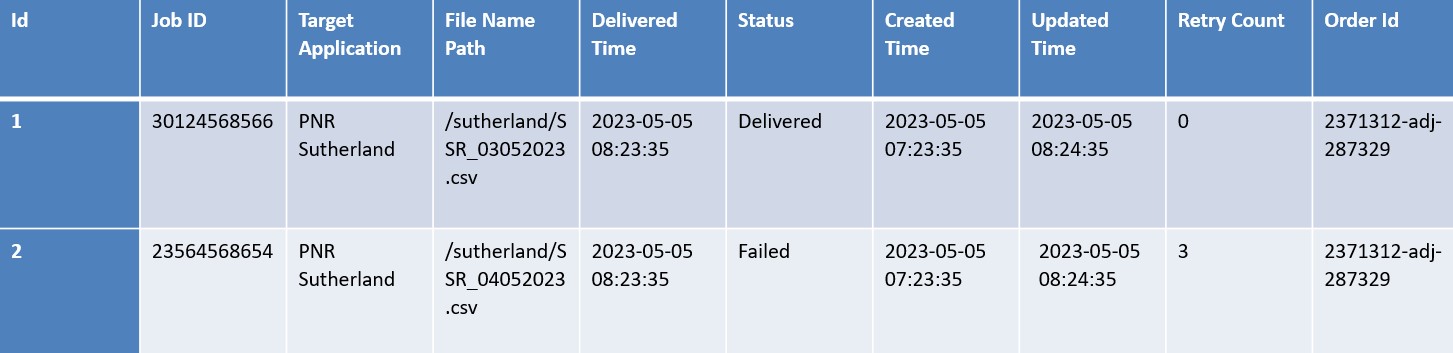 Id Job ID Target File Name Delivered Status Created Updated Retry Count Order Id
Application Path Time Time Time
1 30124568566 PNR /sutherland/S 2023-05-05 Delivered 2023-05-05 2023-05-05 0 2371312-adj-
Sutherland SR_03052023 08:23:35 07:23:35 08:24:35 287329
.csv
2 23564568654 PNR /sutherland/S 2023-05-05 Failed 2023-05-05 2023-05-05 3 2371312-adj-
Sutherland SR_04052023 08:23:35 07:23:35 08:24:35 287329
.csv